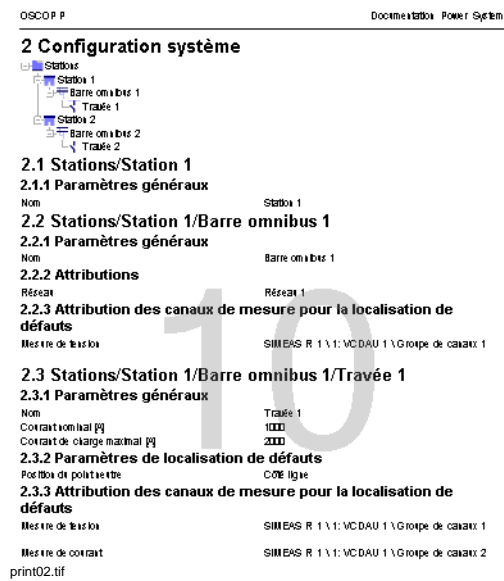 OSCOP P Documentation Power System
2 Configuration système
Stations
Station 1
Barre omnibus 1
Travée 1
Station 2
Barre omnibus 2
Travée 2
2.1 Stations/Station 1
2.1.1 Paramètres généraux
Nom Station 1
2.2 Stations/Station 1/Barre omnibus 1
2.2.1 Paramètres généraux
Nom Barre omnibus 1
2.2.2 Attributions
Réseau Réseau 1
2.2.3 Attribution des canaux de mesure pour la localisation de
défauts
Mesure de tension SIMEAS R 1 \ 1: VCDAU 1 \ Groupe de canaux 1
2.3 Stations/Station 1/Barre omnibus 1/Travée 1
2.3.1 Paramètres généraux
Nom Travée 1
Courant nominal [A] 1000
Courant de charge maximal [A] 2000
2.3.2 Paramètres de localisation de défauts
Position du point neutre Côté ligne
2.3.3 Attribution des canaux de mesure pour la localisation de
défauts
Mesure de tension SIMEAS R 1 \ 1: VCDAU 1 \ Groupe de canaux 1
Mesure de courant SIMEAS R 1 \ 1: VCDAU 1 \ Groupe de canaux 2
10
print02.tif